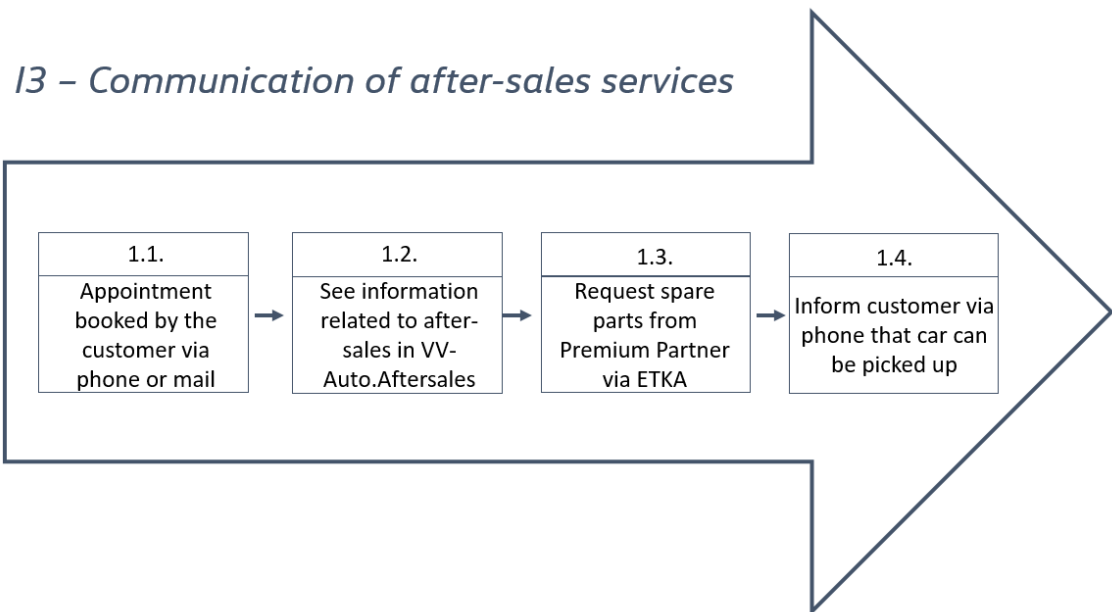 I3 – Communication of after-sales services
1.1.
Appointment
booked by the
customer via
phone or mail
1.2.
See information
related to after-
sales in VV-
Auto.Aftersales
1.3.
Request spare
parts from
Premium Partner
via ETKA
1.4.
Inform customer via
phone that car can
be picked up